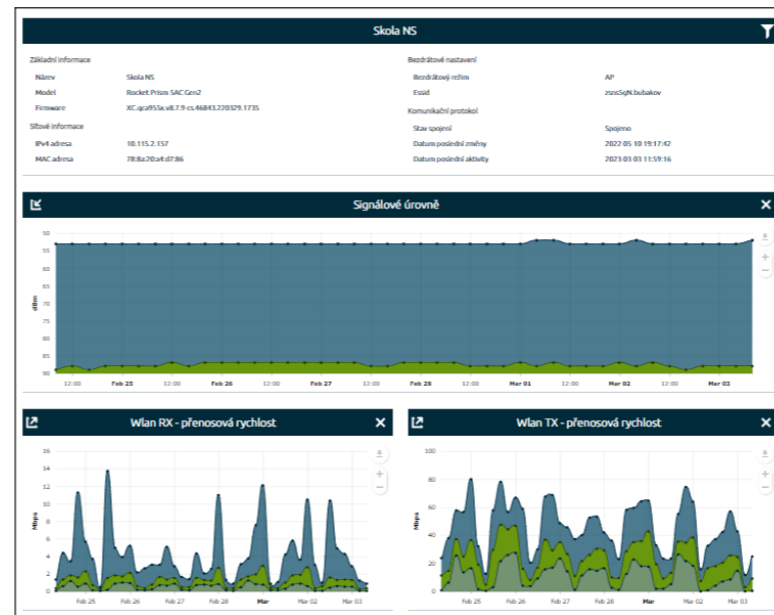 Skola NS
Základní informace
Název Skola NS
Model Rocket Prism 5AC Gen2
Firmware XC.qca955x.v8.7.9-cs.46843.220329.1735
Síťové informace
IPv4 adresa 10.115.2.157
MAC adresa 78:8a:20:a4:d7:86
Bezdrátové nastavení
Bezdrátový režim AP
Essid zsns5gN.bubakov
Komunikační protokol
Stav spojení Spojeno
Datum poslední změny 2022-05-10 19:17:42
Datum poslední aktivity 2023-03-03 11:59:16
Signálové úrovně
dBm
50
55
60
65
70
75
80
85
90
12:00 Feb 25 12:00 Feb 26 12:00 Feb 27 12:00 Feb 28 12:00 Mar 01 12:00 Mar 02 12:00 Mar 03
Wlan RX - přenosová rychlost
Mbps
16
14
12
10
8
6
4
2
0
Feb 25 Feb 26 Feb 27 Feb 28 Mar Mar 02 Mar 03
Wlan TX - přenosová rychlost
Mbps
100
80
60
40
20
0
Feb 25 Feb 26 Feb 27 Feb 28 Mar Mar 02 Mar 03